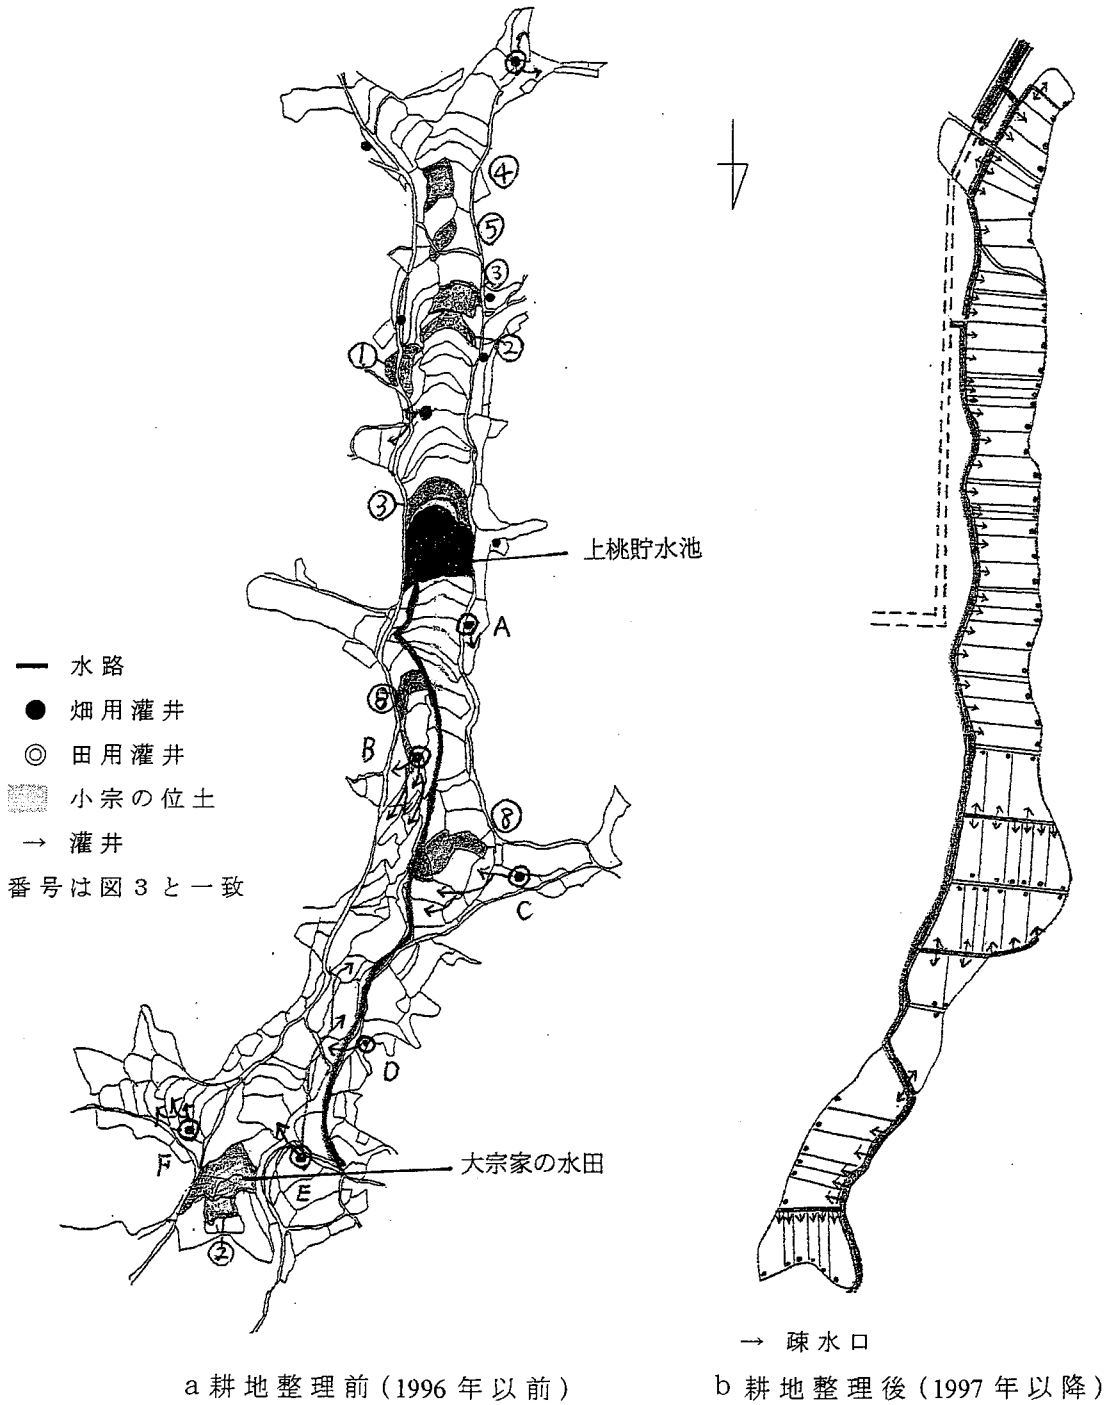 ④
⑤
③
②
①
③
上桃貯水池
A
水路
畑用灌井
田用灌井
小宗の位土
灌井
番号は図3と一致
⑧
B
⑧
C
D
F
E
大宗家の水田
②
疎水口
a 耕地整理前(1996年以前)
b 耕地整理後(1997年以降)